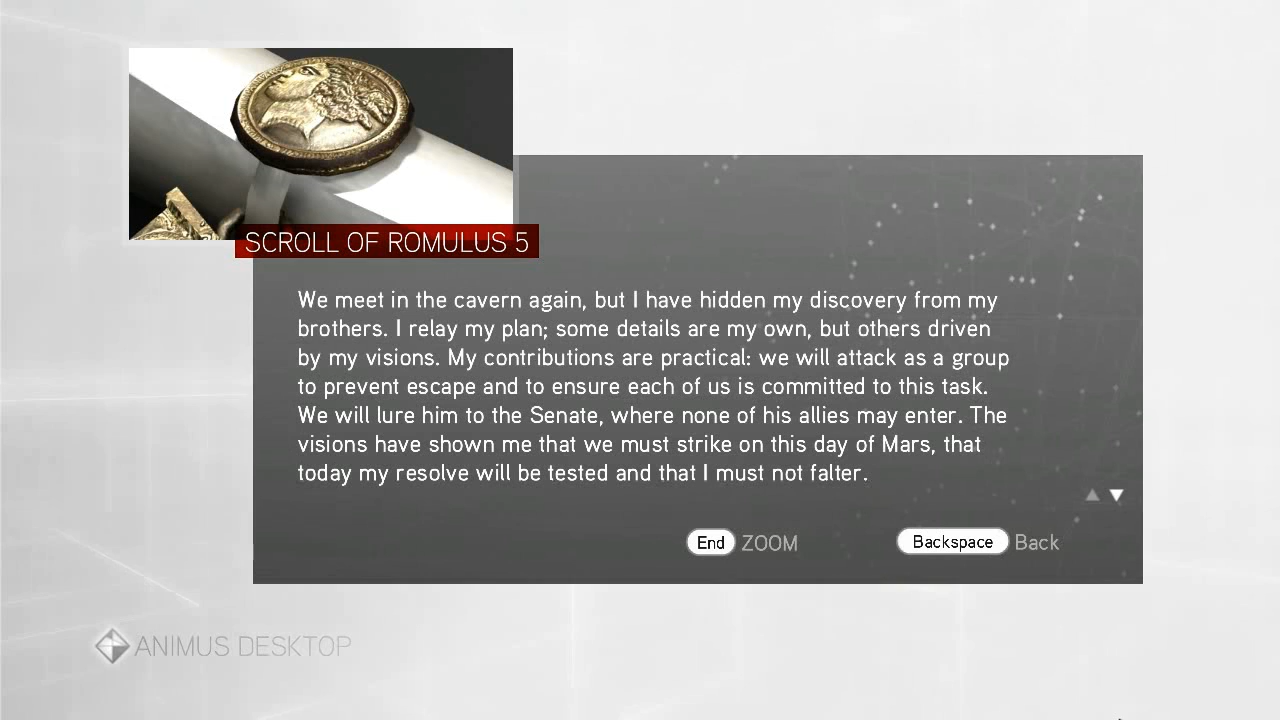 SCROLL OF ROMULUS 5
We meet in the cavern again, but I have hidden my discovery from my
brothers. I relay my plan; some details are my own, but others driven
by my visions. My contributions are practical: we will attack as a group
to prevent escape and to ensure each of us is committed to this task.
We will lure him to the Senate, where none of his allies may enter. The
visions have shown me that we must strike on this day of Mars, that
today my resolve will be tested and that I must not falter.
End ZOOM Backspace Back
ANIMUS DESKTOP